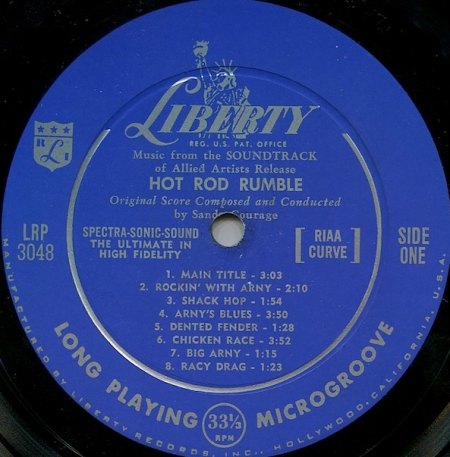 LIBERTY
REG. U.S. PAT. OFFICE
Music from the SOUNDTRACK
of Allied Artists Release
HOT ROD RUMBLE
Original Score Composed and Conducted
by Sandy Courage
LRP
3048
SPECTRA-SONIC-SOUND
THE ULTIMATE IN
HIGH FIDELITY
[ RIAA
CURVE ]
SIDE
ONE
1. MAIN TITLE - 3:03
2. ROCKIN' WITH ARNY - 2:10
3. SHACK HOP - 1:54
4. ARNY'S BLUES - 3:50
5. DENTED FENDER - 1:28
6. CHICKEN RACE - 3:52
7. BIG ARNY - 1:15
8. RACY DRAG - 1:23
LONG PLAYING 33⅓ RPM MICROGROOVE
MANUFACTURED BY LIBERTY RECORDS, INC., HOLLYWOOD, CALIFORNIA, U.S.A.